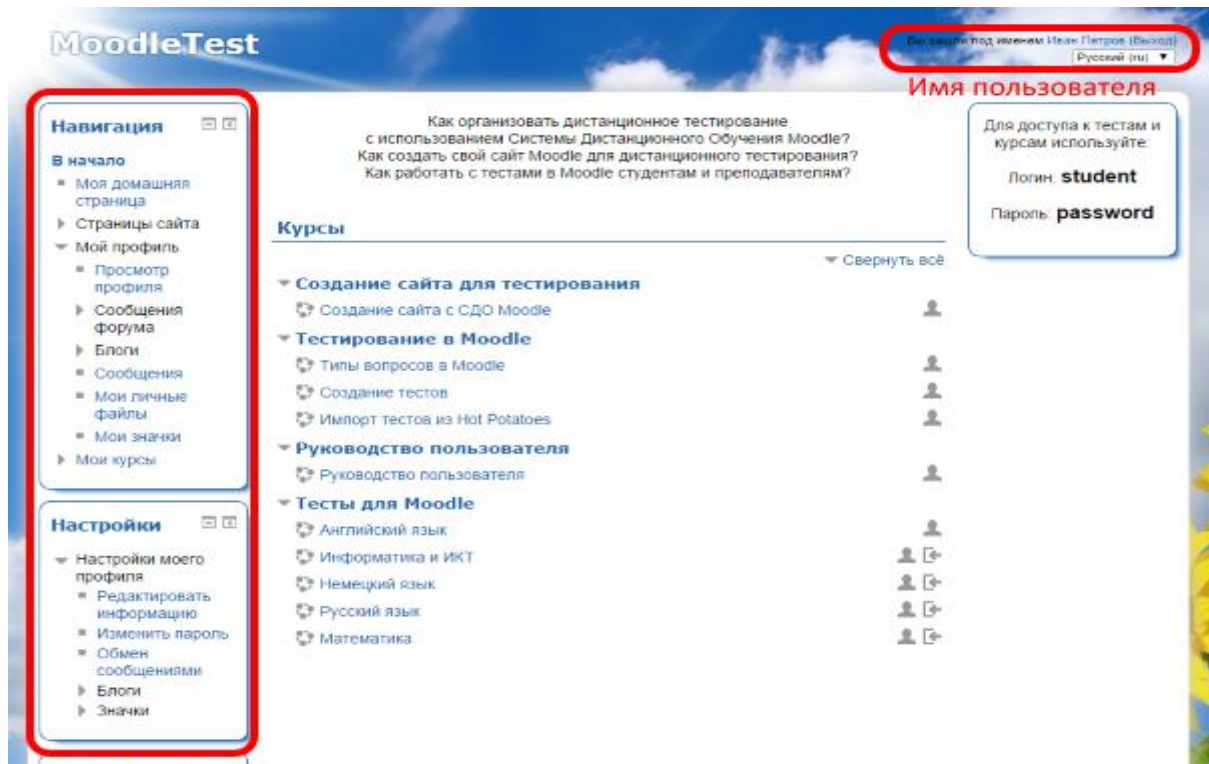 MoodleTest
Вы зашли под именем Иван Петров (Выход)
Русский (ru)
Имя пользователя
Навигация
В начало
Моя домашняя
страница
Страницы сайта
Мой профиль
Просмотр
профиля
Сообщения
форума
Блоги
Сообщения
Мои личные
файлы
Мои значки
Мои курсы
Настройки
Настройки моего
профиля
Редактировать
информацию
Изменить пароль
Обмен
сообщениями
Блоги
Значки
Как организовать дистанционное тестирование
с использованием Системы Дистанционного Обучения Moodle?
Как создать свой сайт Moodle для дистанционного тестирования?
Как работать с тестами в Moodle студентам и преподавателям?
Курсы
Свернуть всё
Создание сайта для тестирования
Создание сайта с СДО Moodle
Тестирование в Moodle
Типы вопросов в Moodle
Создание тестов
Импорт тестов из Hot Potatoes
Руководство пользователя
Руководство пользователя
Тесты для Moodle
Английский язык
Информатика и ИКТ
Немецкий язык
Русский язык
Математика
Для доступа к тестам и
курсам используйте:
Логин: student
Пароль: password